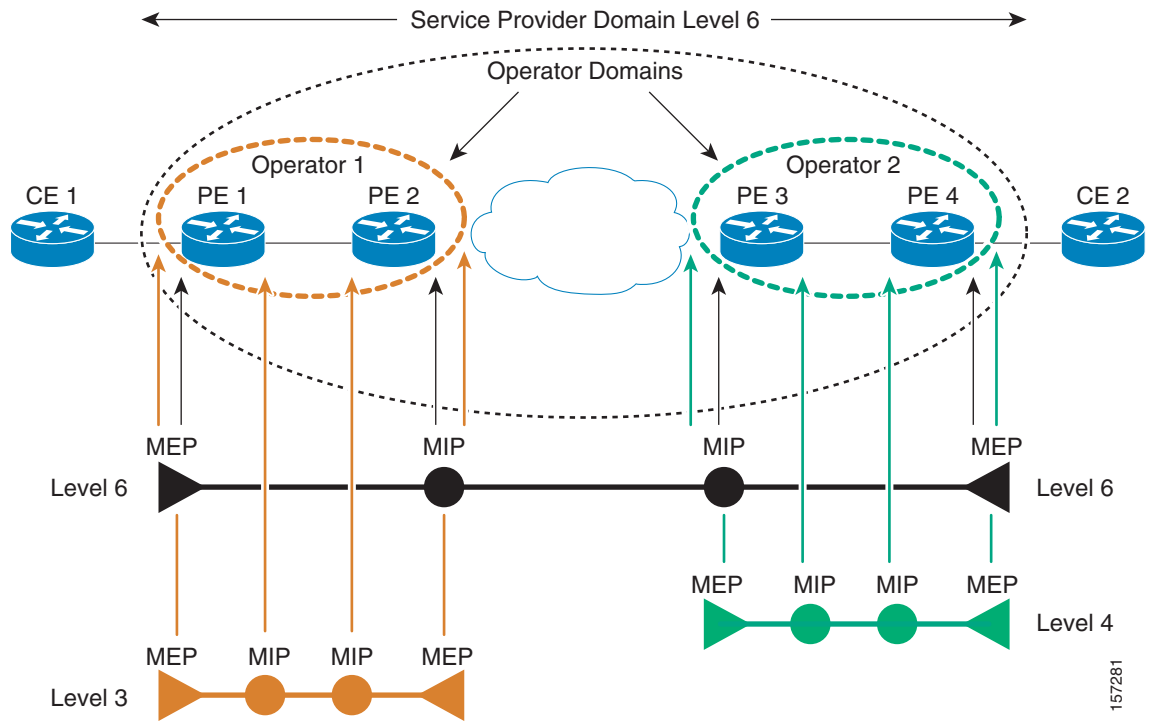 Service Provider Domain Level 6
Operator Domains
Operator 1
Operator 2
CE 1
PE 1
PE 2
PE 3
PE 4
CE 2
MEP
MIP
MIP
MEP
Level 6
Level 6
MEP
MIP
MIP
MEP
Level 4
MEP
MIP
MIP
MEP
Level 3
157281